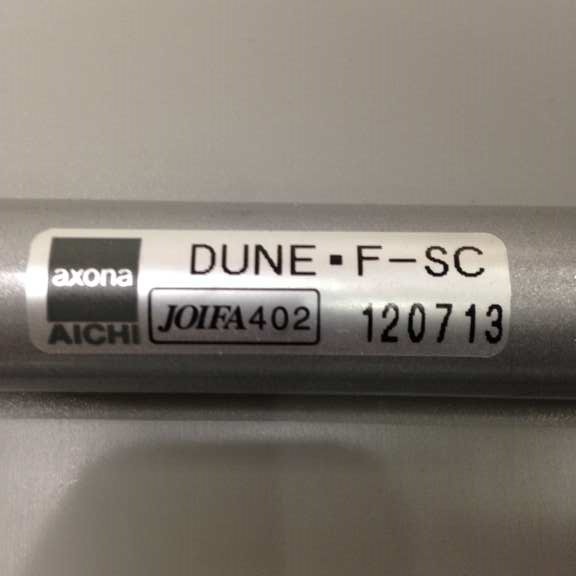 axona
AICHI
DUNE▪F-SC
JOIFA402
120713